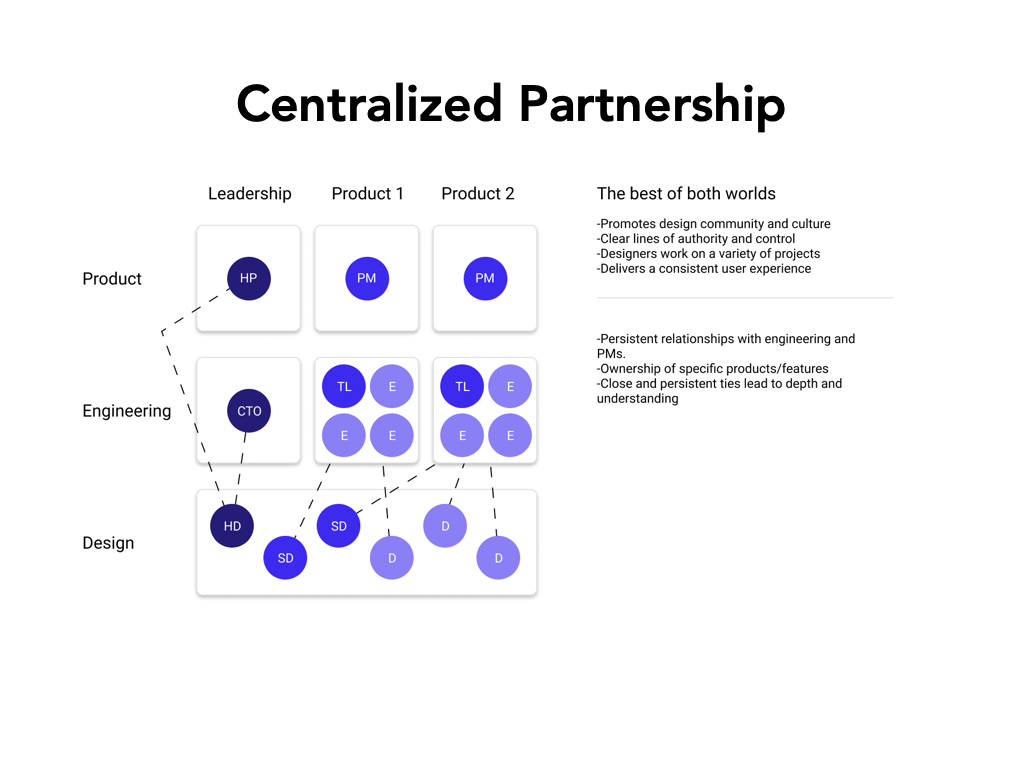 Centralized Partnership
Leadership
Product 1
Product 2
The best of both worlds
-Promotes design community and culture
-Clear lines of authority and control
-Designers work on a variety of projects
-Delivers a consistent user experience
Product
HP
PM
PM
-Persistent relationships with engineering and
PMs.
-Ownership of specific products/features
-Close and persistent ties lead to depth and
understanding
Engineering
CTO
TL
E
E
E
TL
E
E
E
Design
HD
SD
SD
D
D
D